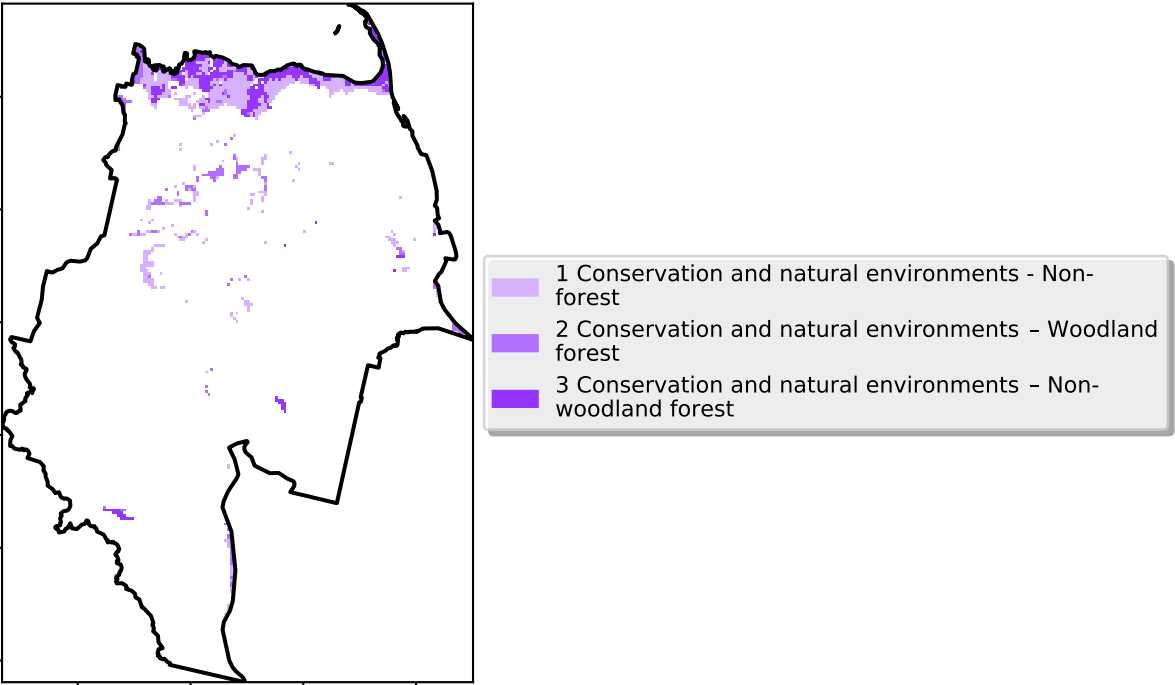 1 Conservation and natural environments - Non-
forest
2 Conservation and natural environments – Woodland
forest
3 Conservation and natural environments – Non-
woodland forest